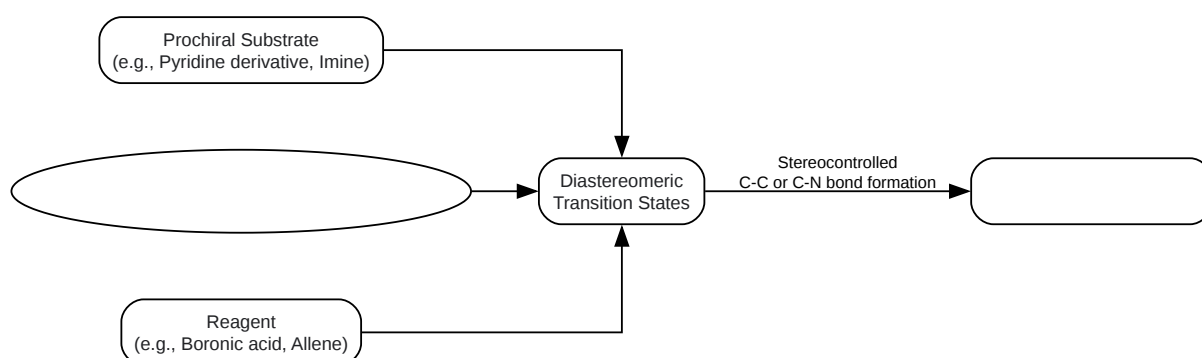 Prochiral Substrate
(e.g., Pyridine derivative, Imine)
Diastereomeric
Transition States
Stereocontrolled
C-C or C-N bond formation
Reagent
(e.g., Boronic acid, Allene)